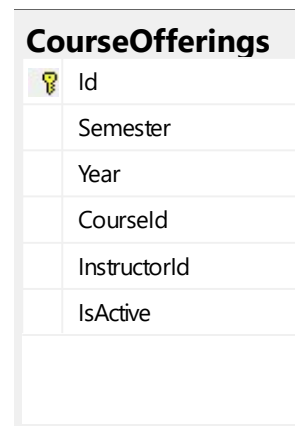 CourseOfferings
Id
Semester
Year
CourseId
InstructorId
IsActive